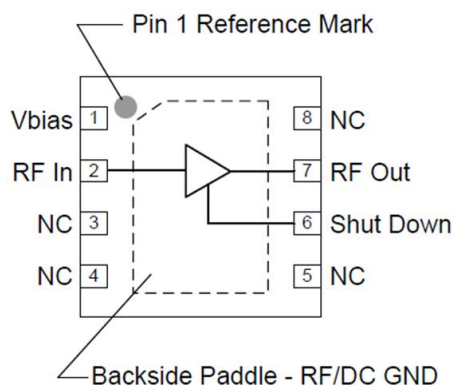 Pin 1 Reference Mark
Vbias 1 8 NC
RF In 2 7 RF Out
NC 3 6 Shut Down
NC 4 5 NC
Backside Paddle - RF/DC GND